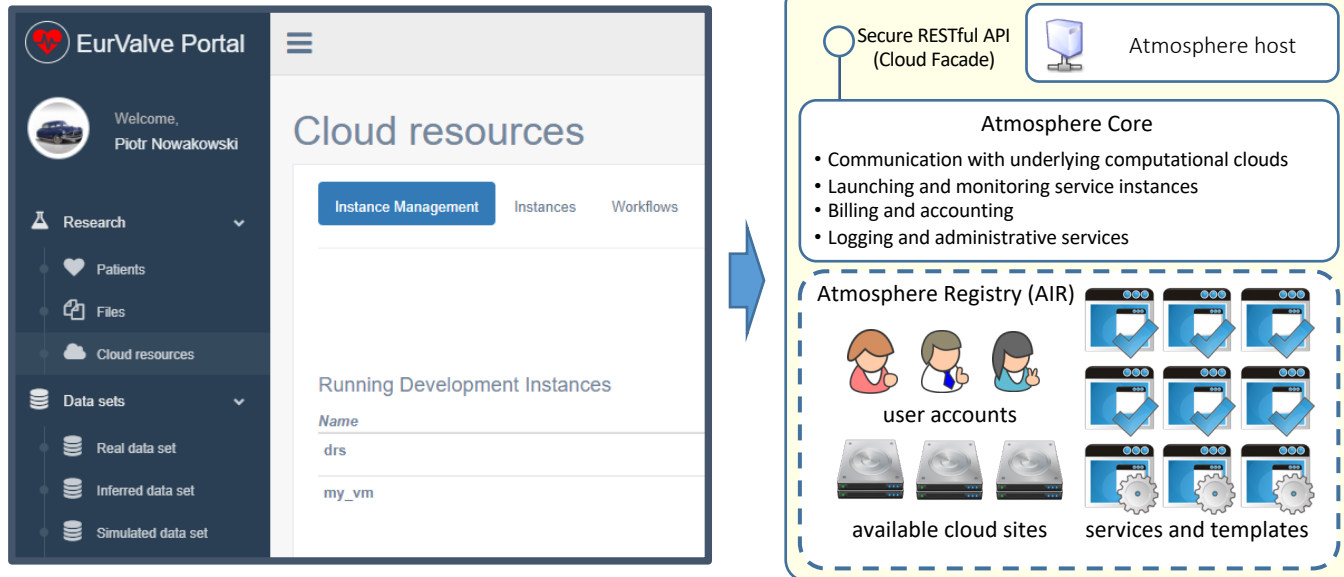 EurValve Portal
Welcome,
Piotr Nowakowski
Research
Patients
Files
Cloud resources
Data sets
Real data set
Inferred data set
Simulated data set
Cloud resources
Instance Management Instances Workflows
Running Development Instances
Name
drs
my_vm
Secure RESTful API
(Cloud Facade)
Atmosphere host
Atmosphere Core
• Communication with underlying computational clouds
• Launching and monitoring service instances
• Billing and accounting
• Logging and administrative services
Atmosphere Registry (AIR)
user accounts
available cloud sites
services and templates